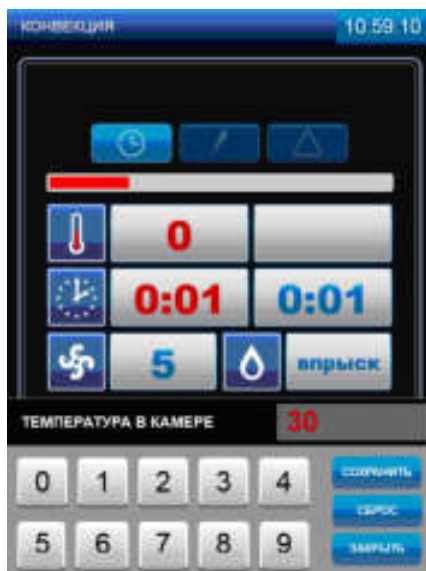 КОНВЕКЦИЯ 10:59:10
0
0:01 0:01
5 впрыск
ТЕМПЕРАТУРА В КАМЕРЕ 30
0 1 2 3 4 СОХРАНИТЬ
СБРОС
5 6 7 8 9 ЗАКРЫТЬ